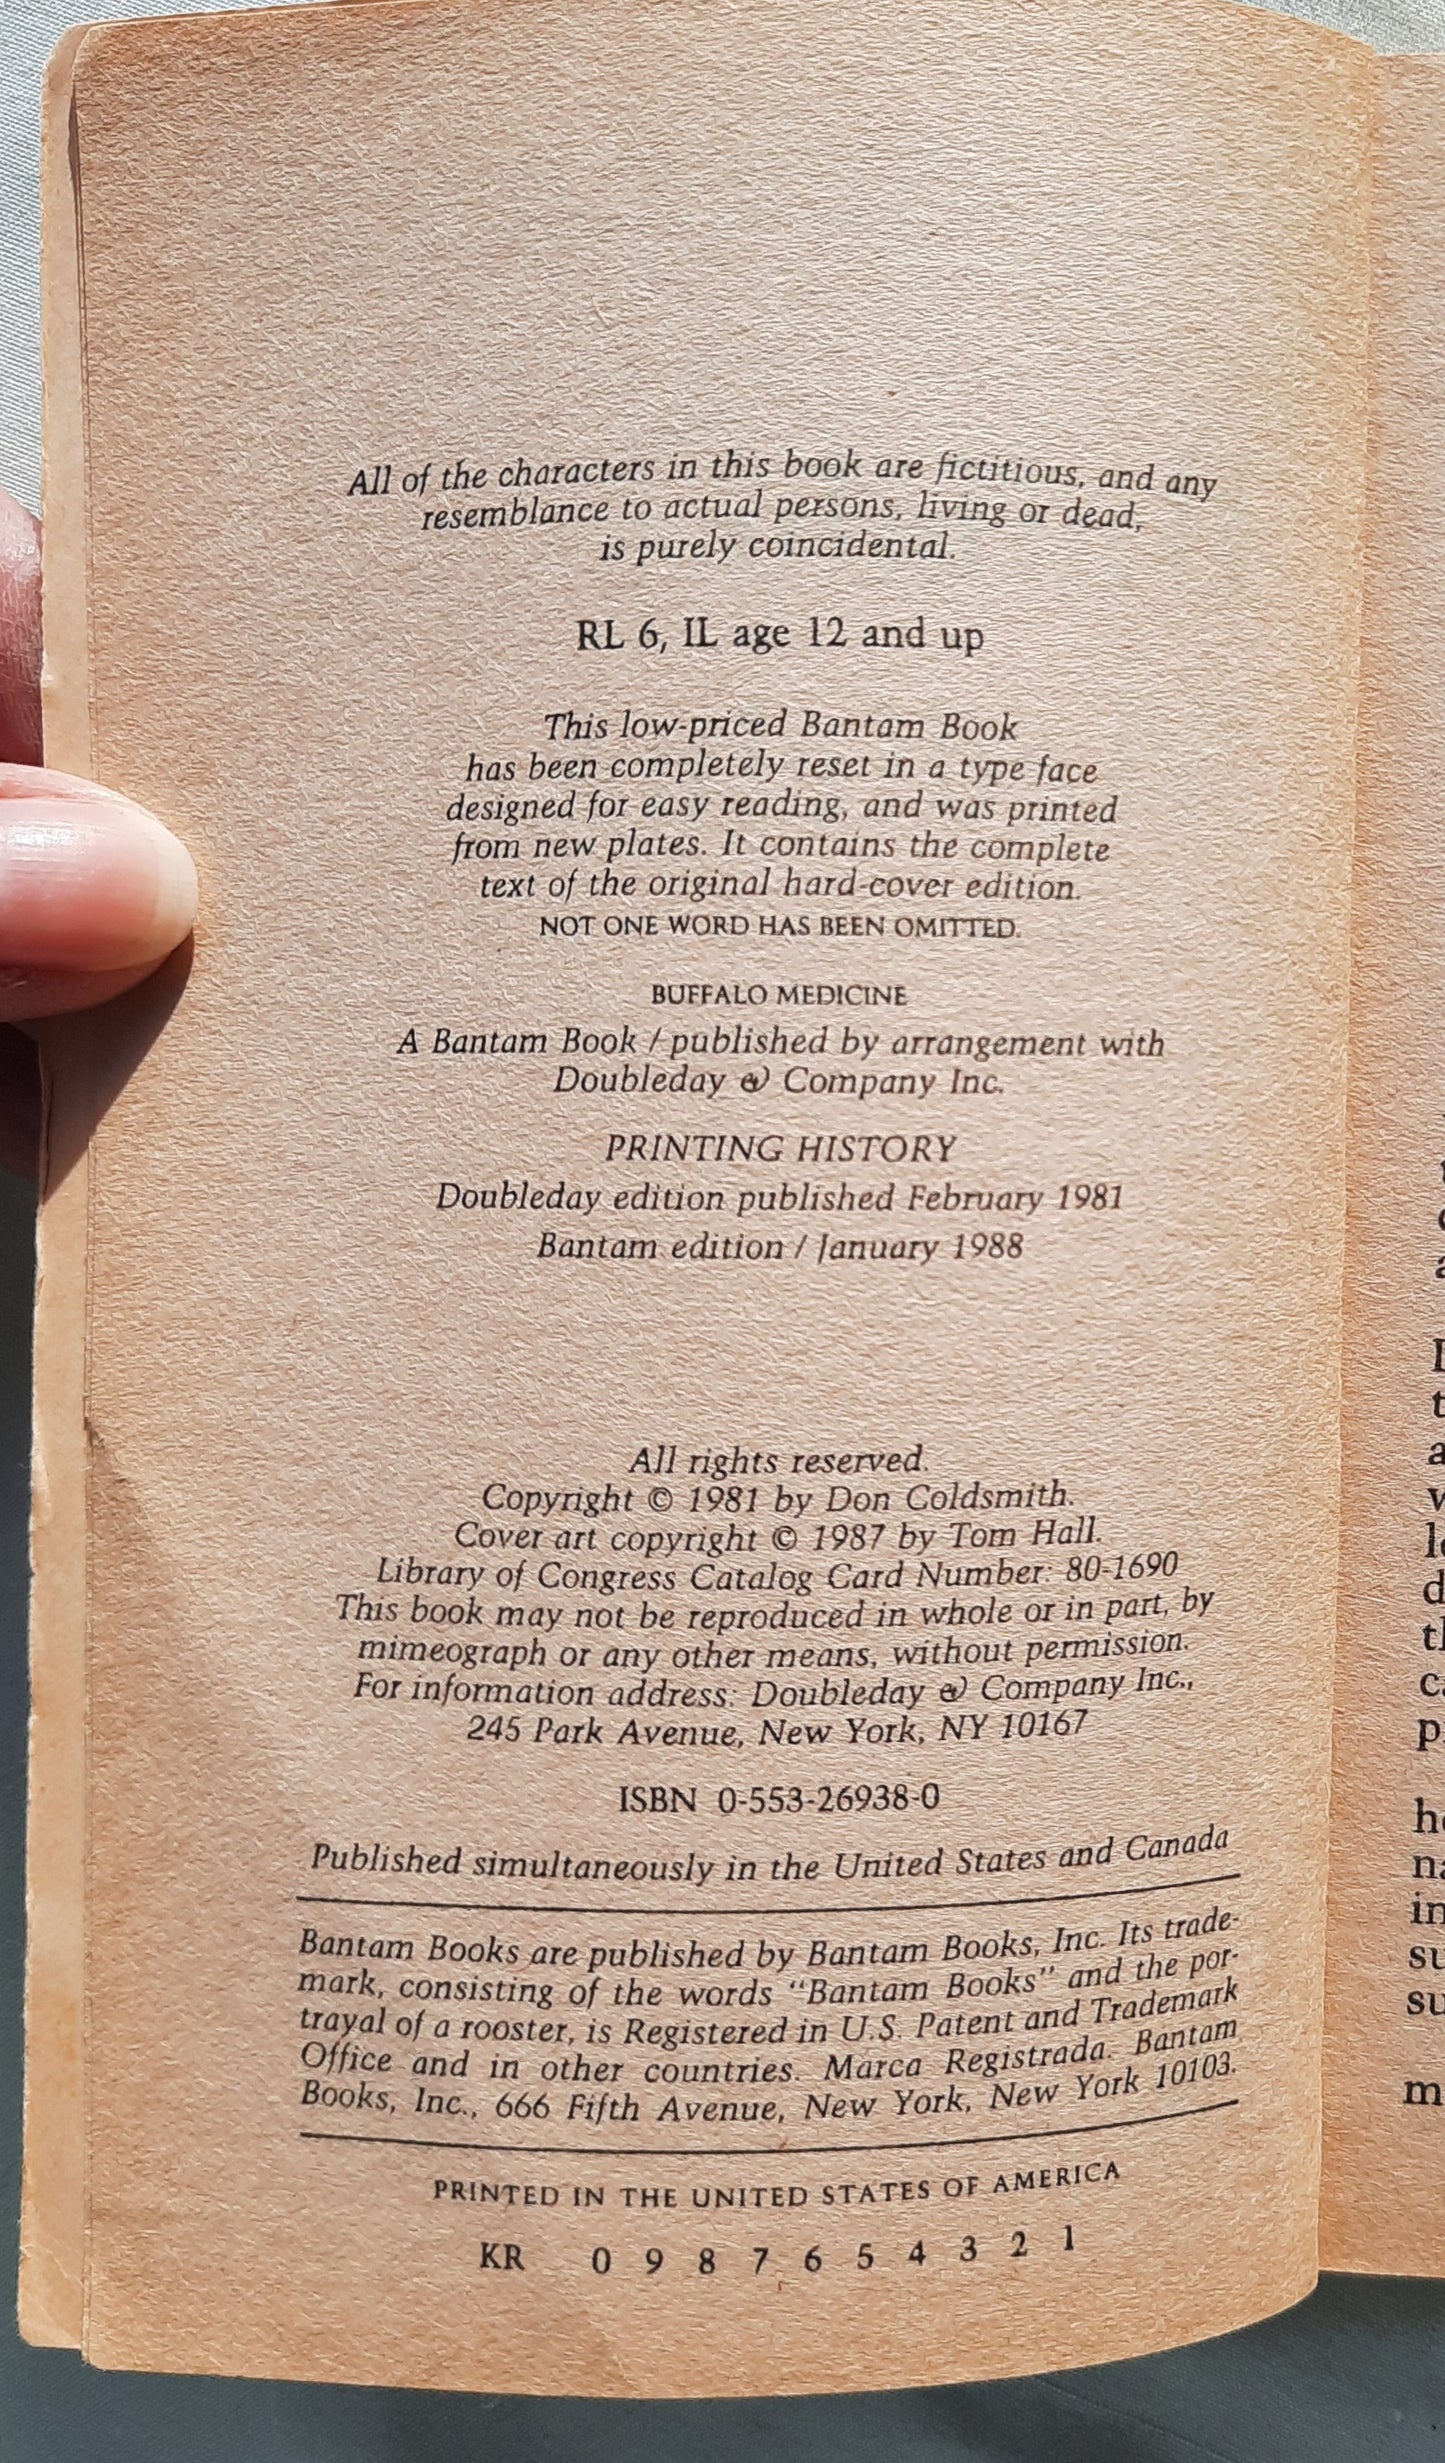 All of the characters in this book are fictitious, and any
resemblance to actual persons, living or dead,
is purely coincidental.
RL 6, IL age 12 and up
This low-priced Bantam Book
has been completely reset in a type face
designed for easy reading, and was printed
from new plates. It contains the complete
text of the original hard-cover edition.
NOT ONE WORD HAS BEEN OMITTED.
BUFFALO MEDICINE
A Bantam Book / published by arrangement with
Doubleday & Company Inc.
PRINTING HISTORY
Doubleday edition published February 1981
Bantam edition / January 1988
All rights reserved.
Copyright © 1981 by Don Coldsmith.
Cover art copyright © 1987 by Tom Hall.
Library of Congress Catalog Card Number: 80-1690
This book may not be reproduced in whole or in part, by
mimeograph or any other means, without permission.
For information address: Doubleday & Company Inc.,
245 Park Avenue, New York, NY 10167
ISBN 0-553-26938-0
Published simultaneously in the United States and Canada
Bantam Books are published by Bantam Books, Inc. Its trade-
mark, consisting of the words "Bantam Books" and the por-
trayal of a rooster, is Registered in U.S. Patent and Trademark
Office and in other countries. Marca Registrada. Bantam
Books, Inc., 666 Fifth Avenue, New York, New York 10103.
PRINTED IN THE UNITED STATES OF AMERICA
KR 0 9 8 7 6 5 4 3 2 1